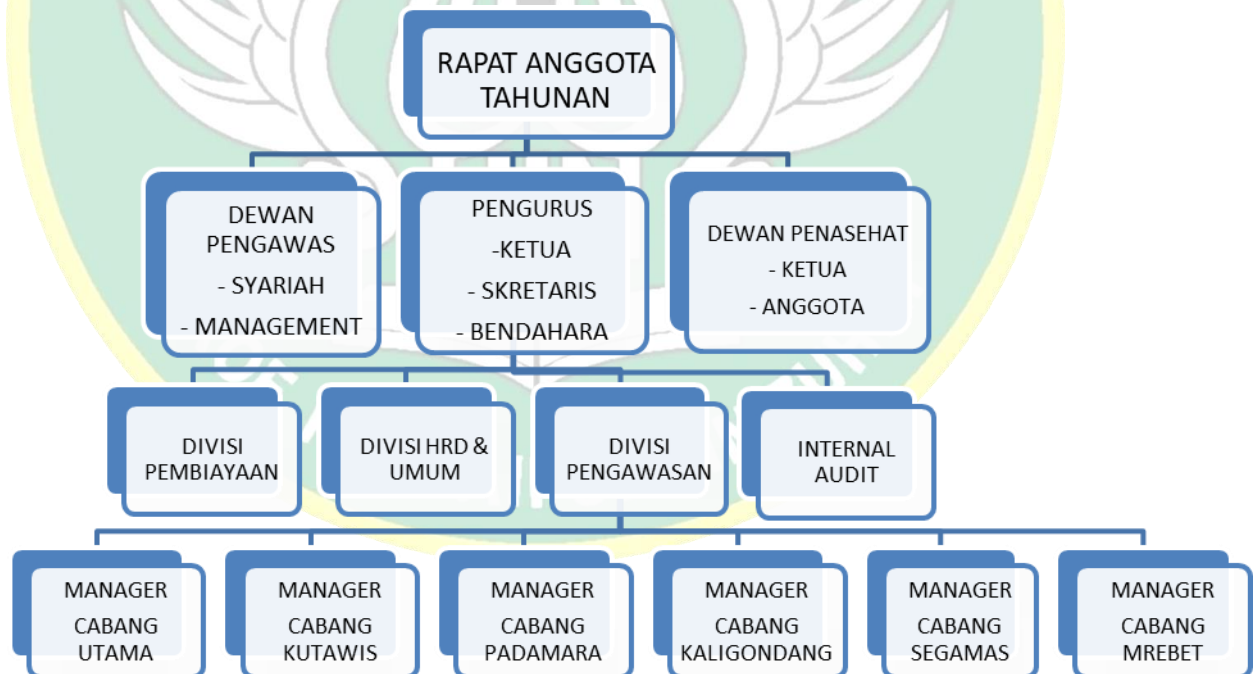 RAPAT ANGGOTA
TAHUNAN
DEWAN
PENGAWAS
- SYARIAH
- MANAGEMENT
PENGURUS
-KETUA
- SKRETARIS
- BENDAHARA
DEWAN PENASEHAT
- KETUA
- ANGGOTA
DIVISI
PEMBIAYAAN
DIVISI HRD &
UMUM
DIVISI
PENGAWASAN
INTERNAL
AUDIT
MANAGER
CABANG
UTAMA
MANAGER
CABANG
KUTAWIS
MANAGER
CABANG
PADAMARA
MANAGER
CABANG
KALIGONDANG
MANAGER
CABANG
SEGAMAS
MANAGER
CABANG
MREBET